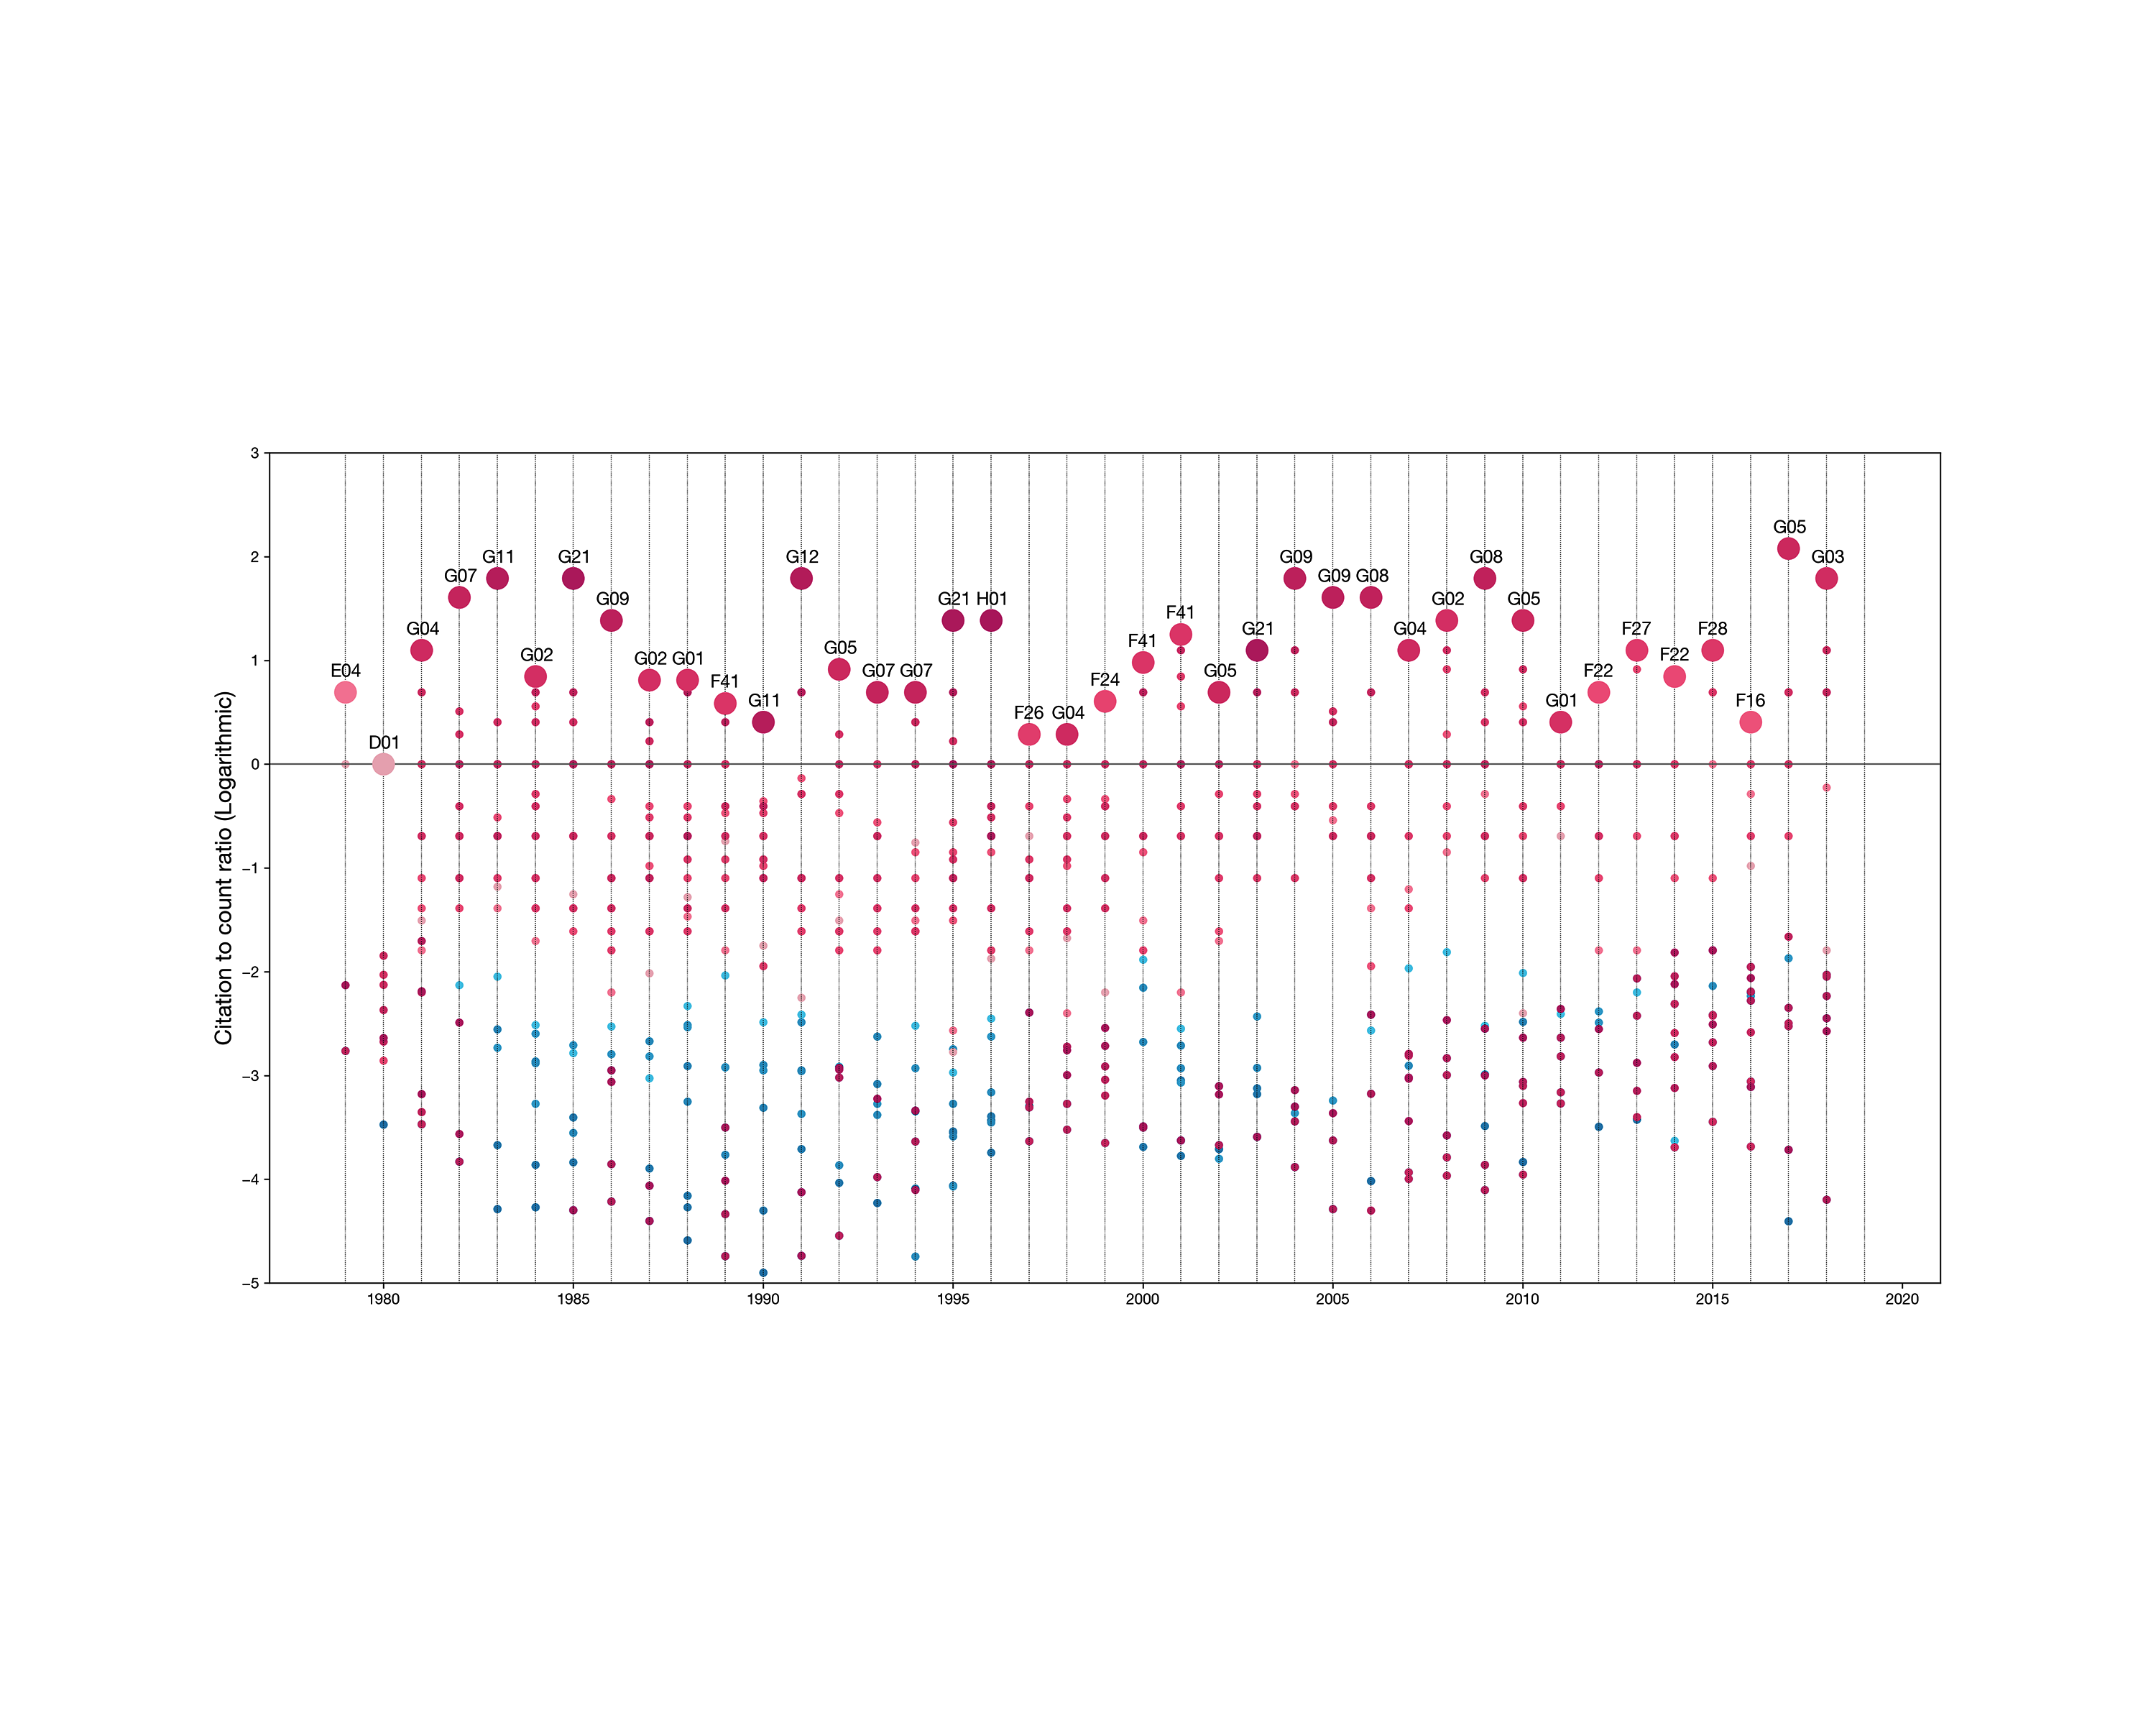 3
G05
2
G11
G21
G12
G09
G08
G03
G07
G09
G09
G08
G21
H01
G02
G05
G04
F41
G21
G04
F27
F28
1
G02
G05
F41
F22
E04
G02
G01
G07
G07
G05
F22
F41
F24
G11
F26
G04
G01
F16
D01
0
−1
−2
−3
−4
−5
Citation to count ratio (Logarithmic)
1980
1985
1990
1995
2000
2005
2010
2015
2020